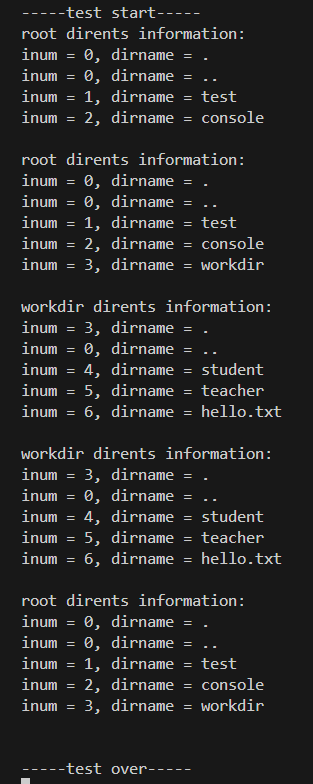 -----test start-----
root dirents information:
inum = 0, dirname = .
inum = 0, dirname = ..
inum = 1, dirname = test
inum = 2, dirname = console
root dirents information:
inum = 0, dirname = .
inum = 0, dirname = ..
inum = 1, dirname = test
inum = 2, dirname = console
inum = 3, dirname = workdir
workdir dirents information:
inum = 3, dirname = .
inum = 0, dirname = ..
inum = 4, dirname = student
inum = 5, dirname = teacher
inum = 6, dirname = hello.txt
workdir dirents information:
inum = 3, dirname = .
inum = 0, dirname = ..
inum = 4, dirname = student
inum = 5, dirname = teacher
inum = 6, dirname = hello.txt
root dirents information:
inum = 0, dirname = .
inum = 0, dirname = ..
inum = 1, dirname = test
inum = 2, dirname = console
inum = 3, dirname = workdir
-----test over-----